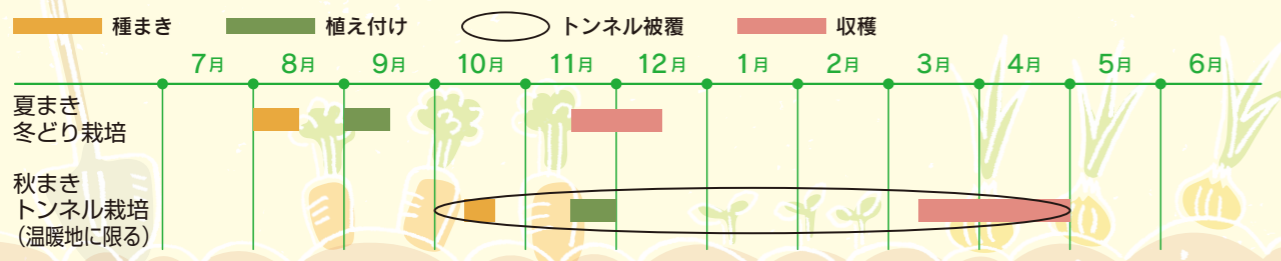 種まき 植え付け トンネル被覆 収穫
7月 8月 9月 10月 11月 12月 1月 2月 3月 4月 5月 6月
夏まき
冬どり栽培
秋まき
トンネル栽培
（温暖地に限る）